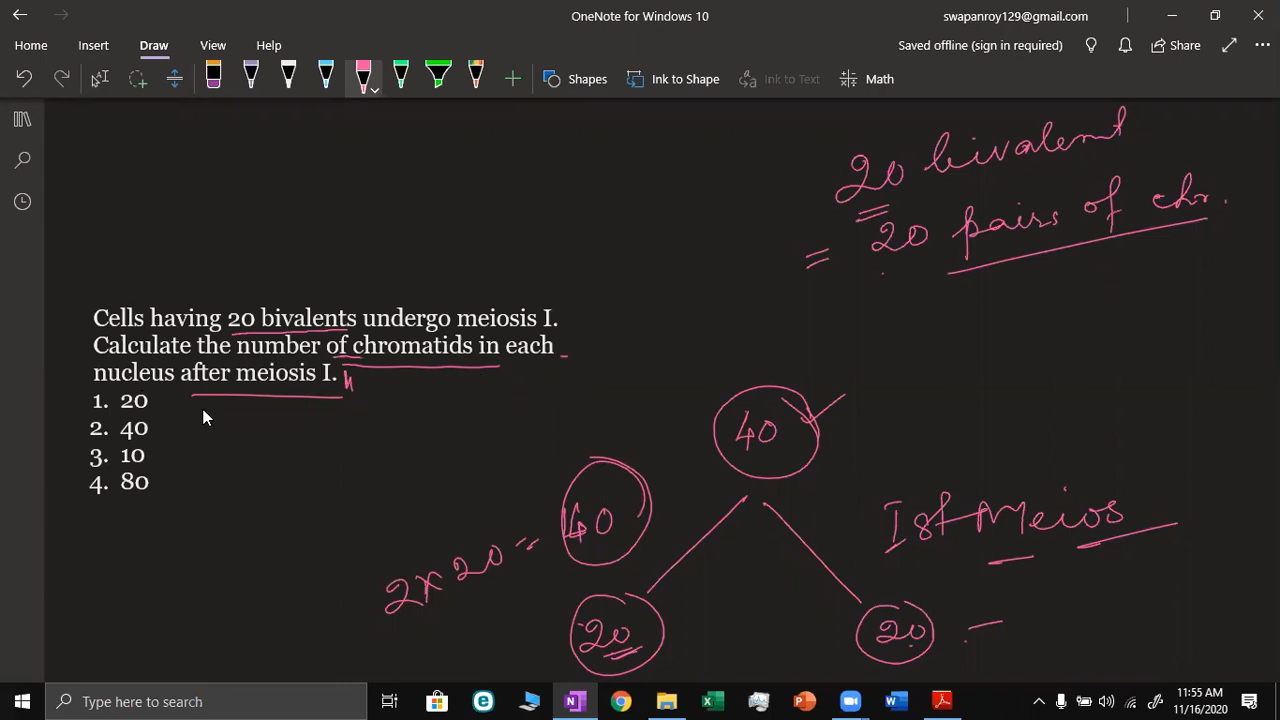 OneNote for Windows 10
swapanroy129@gmail.com
Home Insert Draw View Help
Saved offline (sign in required)
Share
Shapes
Ink to Shape
Ink to Text
Math
20 bivalent
= 20 pairs of chr.
Cells having 20 bivalents undergo meiosis I.
Calculate the number of chromatids in each
nucleus after meiosis I.
1. 20
2. 40
3. 10
4. 80
40
Ist Meios
2x20 = 40
20
20 =
Type here to search
11:55 AM
11/16/2020